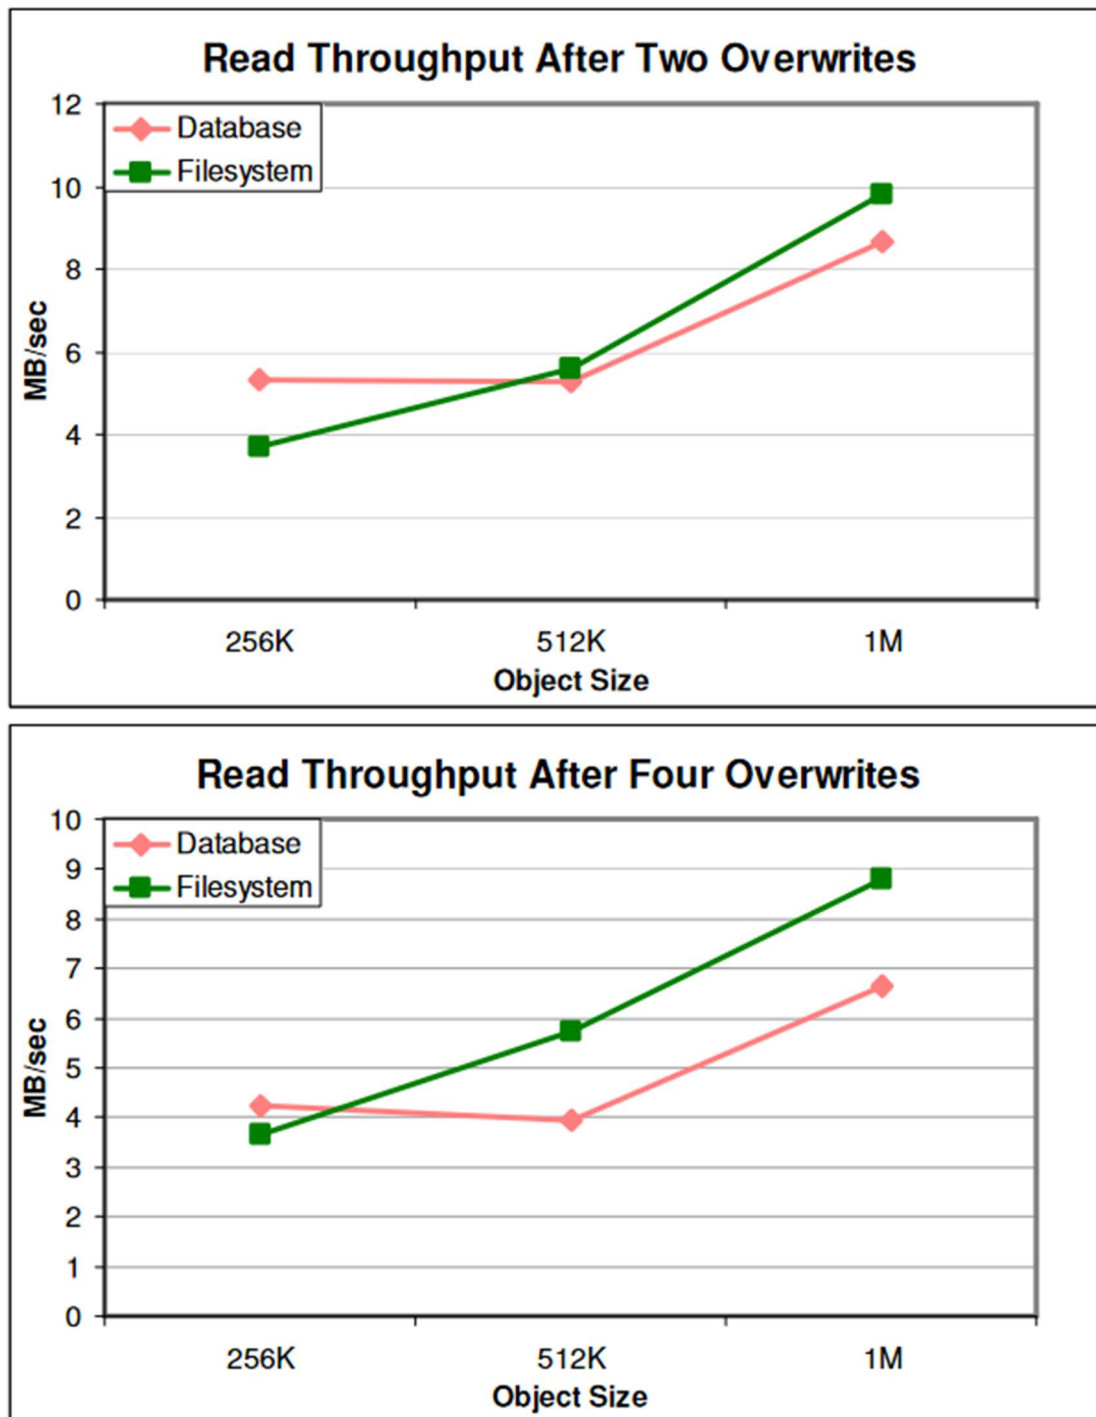 Read Throughput After Two Overwrites
12
Database
Filesystem
10
8
6
4
2
0
MB/sec
256K 512K 1M
Object Size
Read Throughput After Four Overwrites
10
Database
Filesystem
9
8
7
6
5
4
3
2
1
0
MB/sec
256K 512K 1M
Object Size